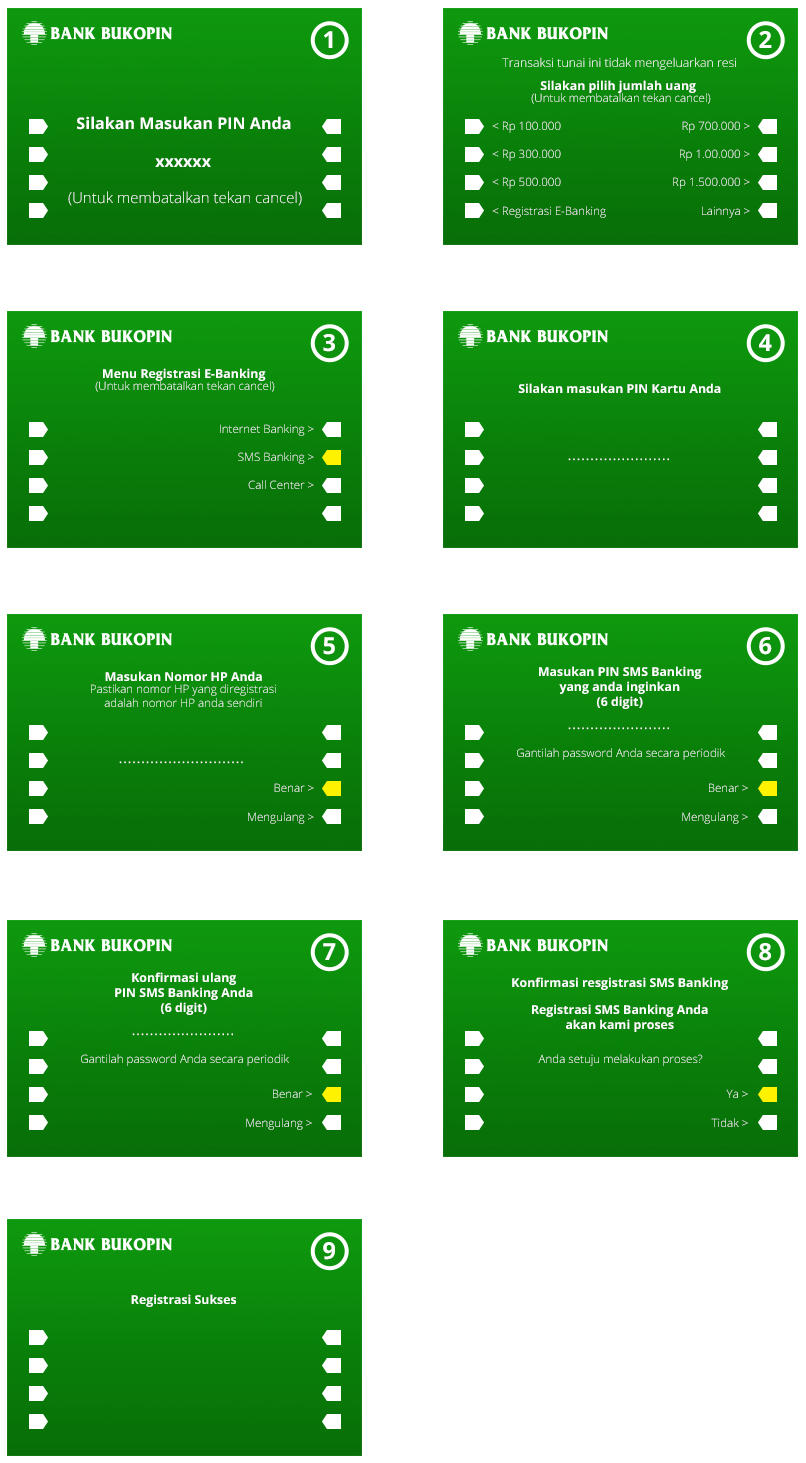 BANK BUKOPIN
1
Silakan Masukan PIN Anda
xxxxxx
(Untuk membatalkan tekan cancel)
BANK BUKOPIN
2
Transaksi tunai ini tidak mengeluarkan resi
Silakan pilih jumlah uang
(Untuk membatalkan tekan cancel)
< Rp 100.000 Rp 700.000 >
< Rp 300.000 Rp 1.00.000 >
< Rp 500.000 Rp 1.500.000 >
< Registrasi E-Banking Lainnya >
BANK BUKOPIN
3
Menu Registrasi E-Banking
(Untuk membatalkan tekan cancel)
Internet Banking >
SMS Banking >
Call Center >
BANK BUKOPIN
4
Silakan masukan PIN Kartu Anda
.......................
BANK BUKOPIN
5
Masukan Nomor HP Anda
Pastikan nomor HP yang diregistrasi
adalah nomor HP anda sendiri
............................
Benar >
Mengulang >
BANK BUKOPIN
6
Masukan PIN SMS Banking
yang anda inginkan
(6 digit)
.......................
Gantilah password Anda secara periodik
Benar >
Mengulang >
BANK BUKOPIN
7
Konfirmasi ulang
PIN SMS Banking Anda
(6 digit)
.......................
Gantilah password Anda secara periodik
Benar >
Mengulang >
BANK BUKOPIN
8
Konfirmasi resgistrasi SMS Banking
Registrasi SMS Banking Anda
akan kami proses
Anda setuju melakukan proses?
Ya >
Tidak >
BANK BUKOPIN
9
Registrasi Sukses